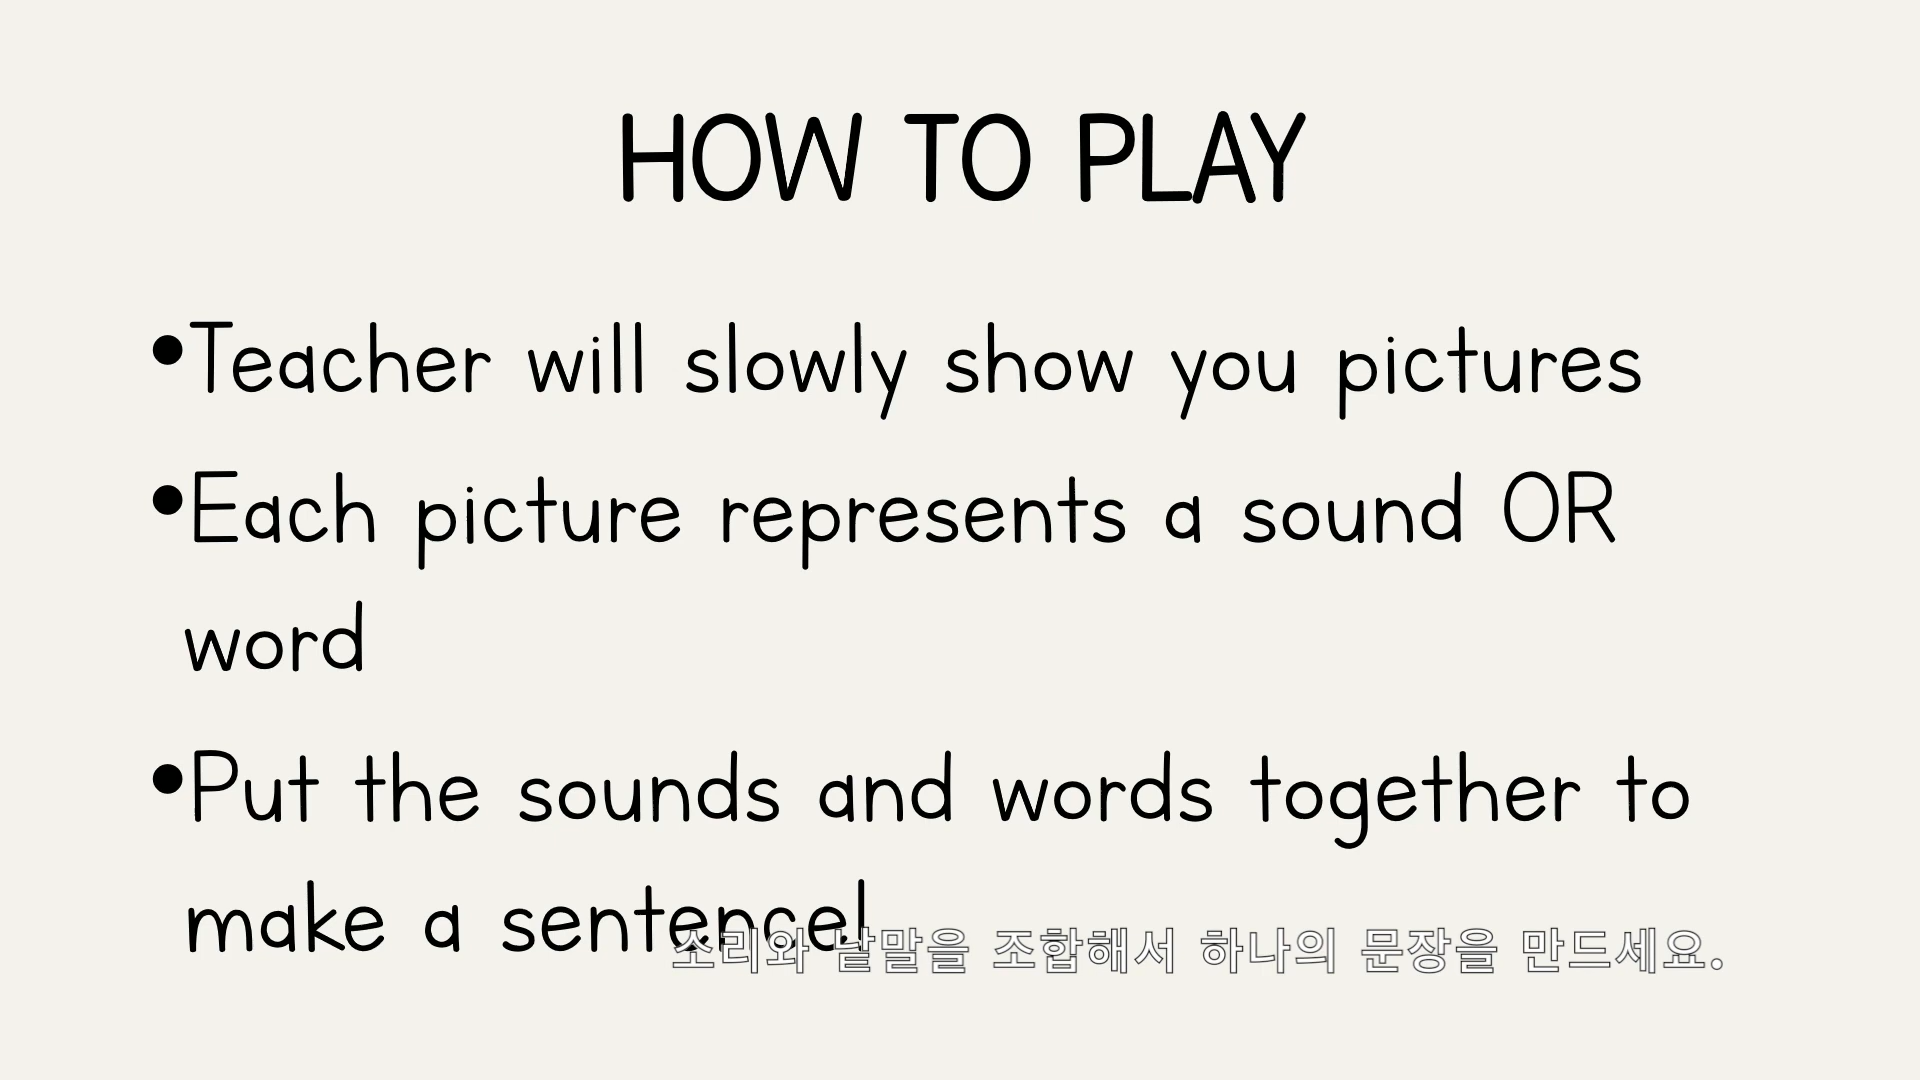 HOW TO PLAY
•Teacher will slowly show you pictures
•Each picture represents a sound OR
word
•Put the sounds and words together to
make a sentence!
소리와 낱말을 조합해서 하나의 문장을 만드세요.